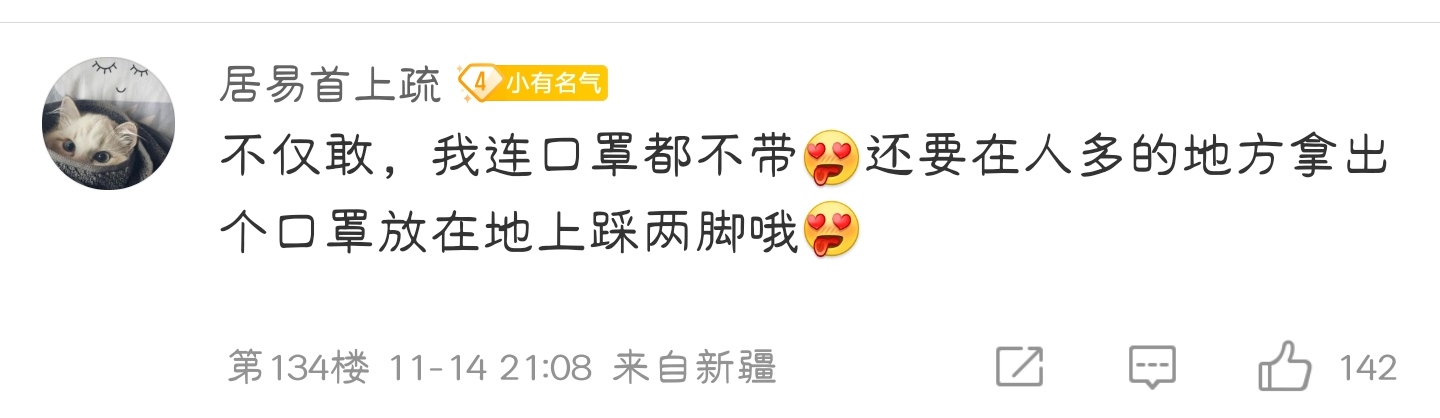 居易首上疏 4 小有名气
不仅敢，我连口罩都不带😍还要在人多的地方拿出
个口罩放在地上踩两脚哦😍
第134楼 11-14 21:08 来自新疆 142